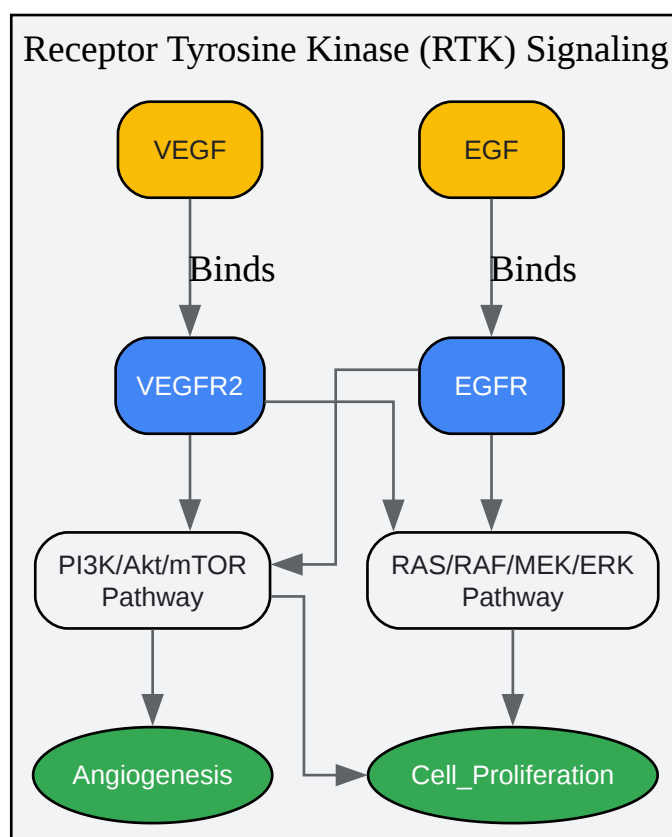 Receptor Tyrosine Kinase (RTK) Signaling
VEGF
EGF
Binds
Binds
VEGFR2
EGFR
PI3K/Akt/mTOR
Pathway
RAS/RAF/MEK/ERK
Pathway
Angiogenesis
Cell_Proliferation